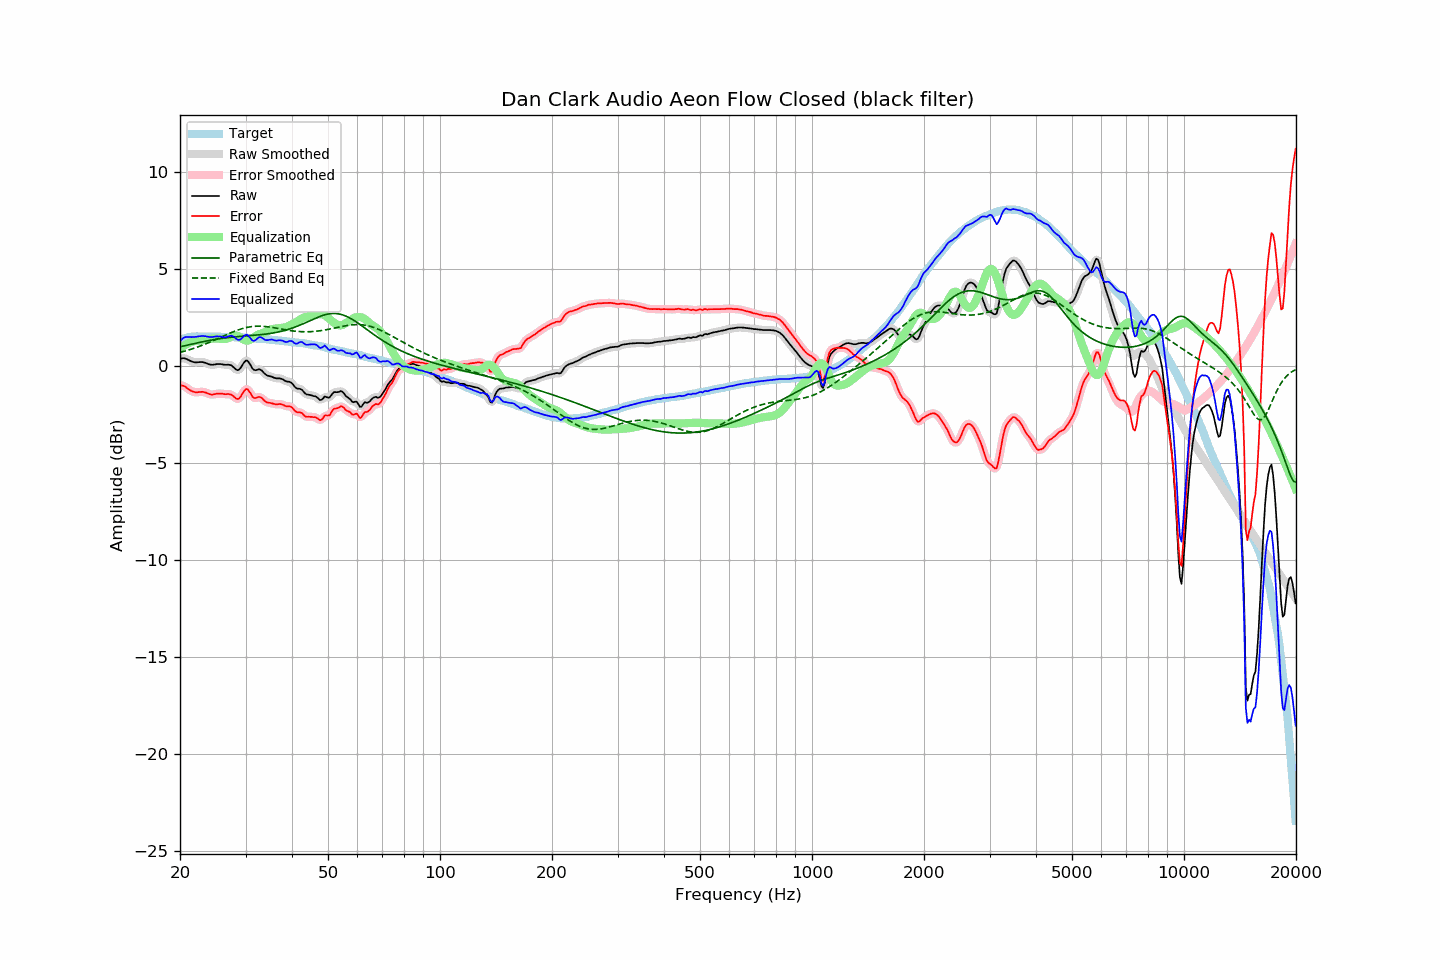 Dan Clark Audio Aeon Flow Closed (black filter)
Target
Raw Smoothed
Error Smoothed
Raw
Error
Equalization
Parametric Eq
Fixed Band Eq
Equalized
Amplitude (dBr)
10
5
0
−5
−10
−15
−20
−25
20
50
100
200
500
1000
2000
5000
10000
20000
Frequency (Hz)